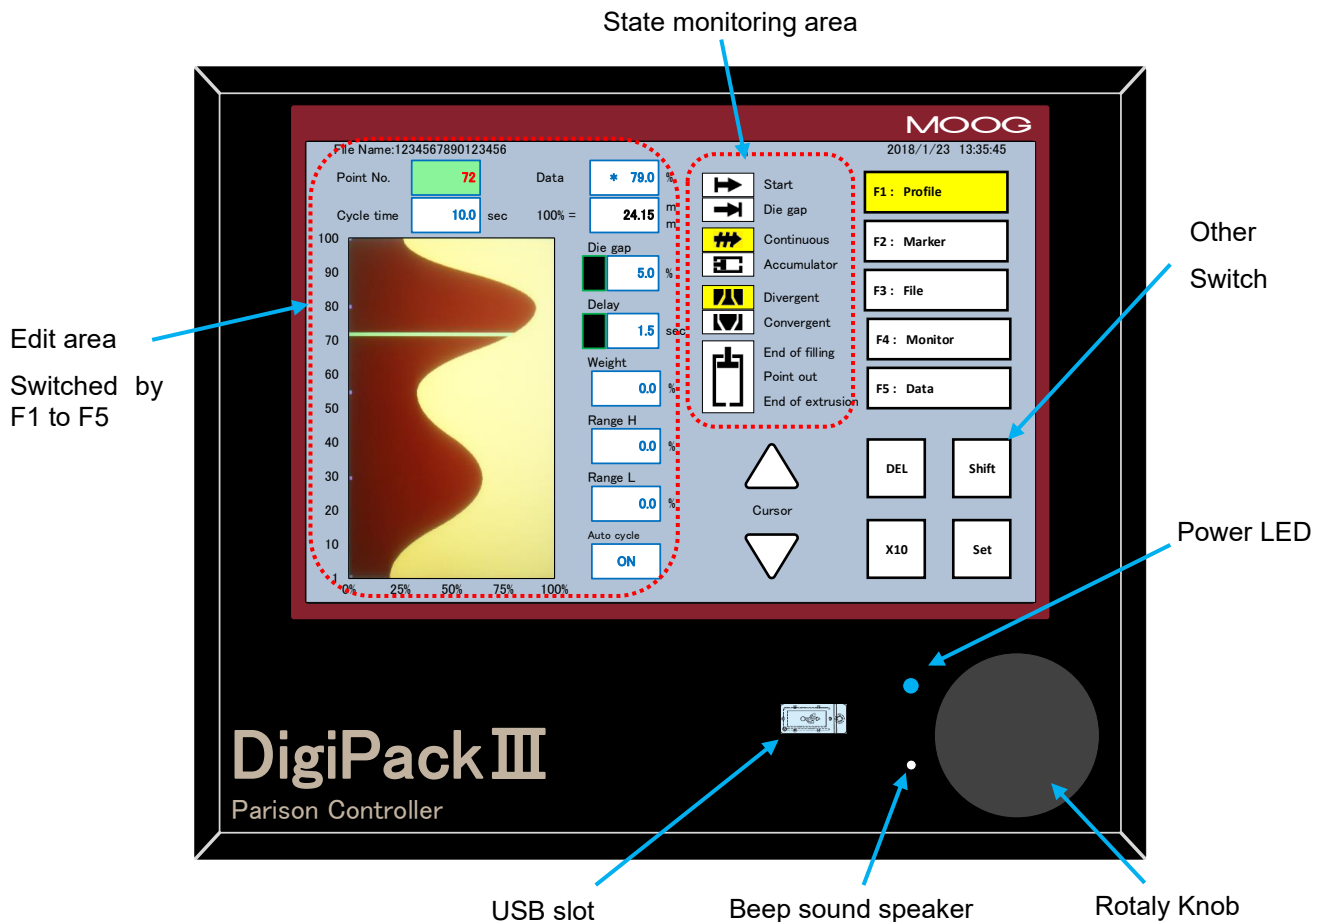 State monitoring area
MOOG
File Name:1234567890123456
2018/1/23 13:35:45
Point No. 72 Data * 79.0 %
Cycle time 10.0 sec 100% = 24.15 m m
Start
Die gap
Continuous
Accumulator
Divergent
Convergent
End of filling
Point out
End of extrusion
F1 : Profile
F2 : Marker
F3 : File
F4 : Monitor
F5 : Data
100
90
80
70
60
50
40
30
20
10
1
0% 25% 50% 75% 100%
Die gap
5.0 %
Delay
1.5 sec
Weight
0.0 %
Range H
0.0 %
Range L
0.0 %
Auto cycle
ON
Cursor
DEL Shift
X10 Set
Other
Switch
Edit area
Switched by
F1 to F5
Power LED
DigiPack III
Parison Controller
USB slot
Beep sound speaker
Rotaly Knob